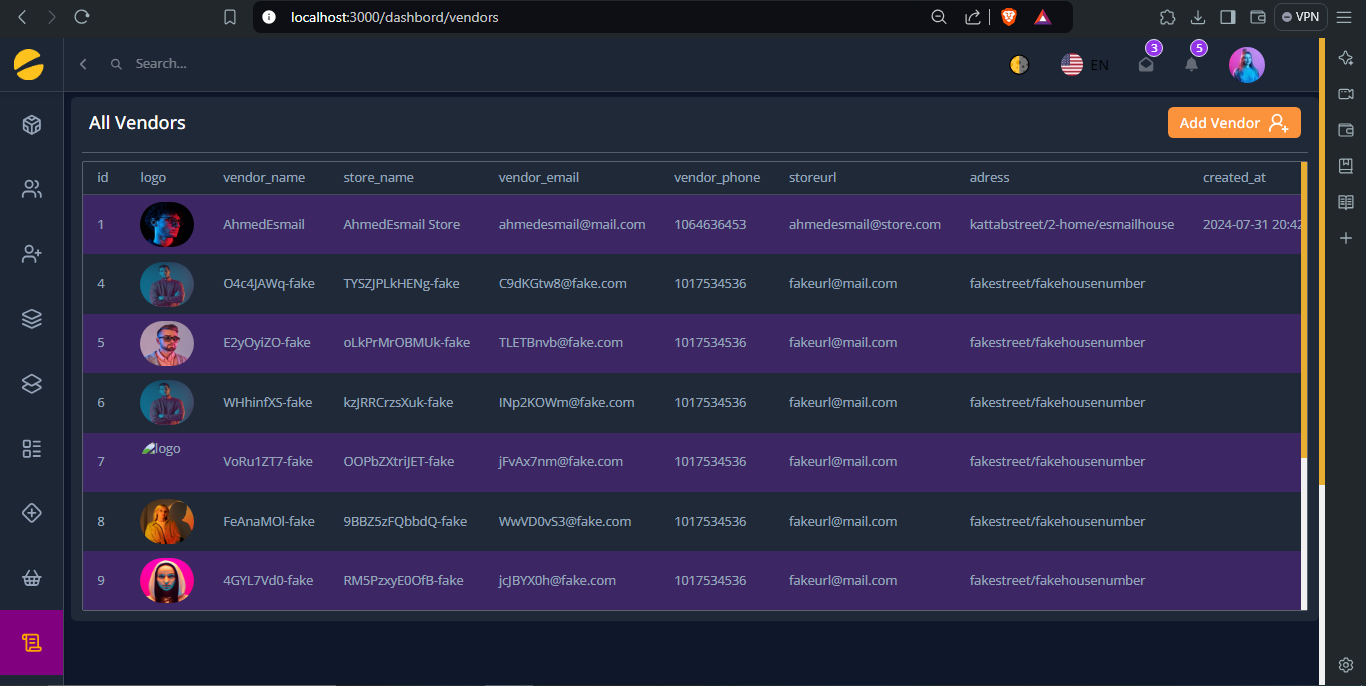 localhost:3000/dashbord/vendors
VPN
Search...
EN
3
5
All Vendors
Add Vendor
id logo vendor_name store_name vendor_email vendor_phone storeurl adress created_at
1 AhmedEsmail AhmedEsmail Store ahmedesmail@mail.com 1064636453 ahmedesmail@store.com kattabstreet/2-home/esmailhouse 2024-07-31 20:42
4 O4c4JAWq-fake TYSZJPLkHENg-fake C9dKGtw8@fake.com 1017534536 fakeurl@mail.com fakestreet/fakehousenumber
5 E2yOyiZO-fake oLkPrMrOBMUk-fake TLETBnvb@fake.com 1017534536 fakeurl@mail.com fakestreet/fakehousenumber
6 WHhinfXS-fake kzJRRCrzsXuk-fake INp2KOWm@fake.com 1017534536 fakeurl@mail.com fakestreet/fakehousenumber
7 logo VoRu1ZT7-fake OOPbZXtriJET-fake jFvAx7nm@fake.com 1017534536 fakeurl@mail.com fakestreet/fakehousenumber
8 FeAnaMOl-fake 9BBZ5zFQbbdQ-fake WwVD0vS3@fake.com 1017534536 fakeurl@mail.com fakestreet/fakehousenumber
9 4GYL7Vd0-fake RM5PzxyE0OfB-fake jcJBYX0h@fake.com 1017534536 fakeurl@mail.com fakestreet/fakehousenumber